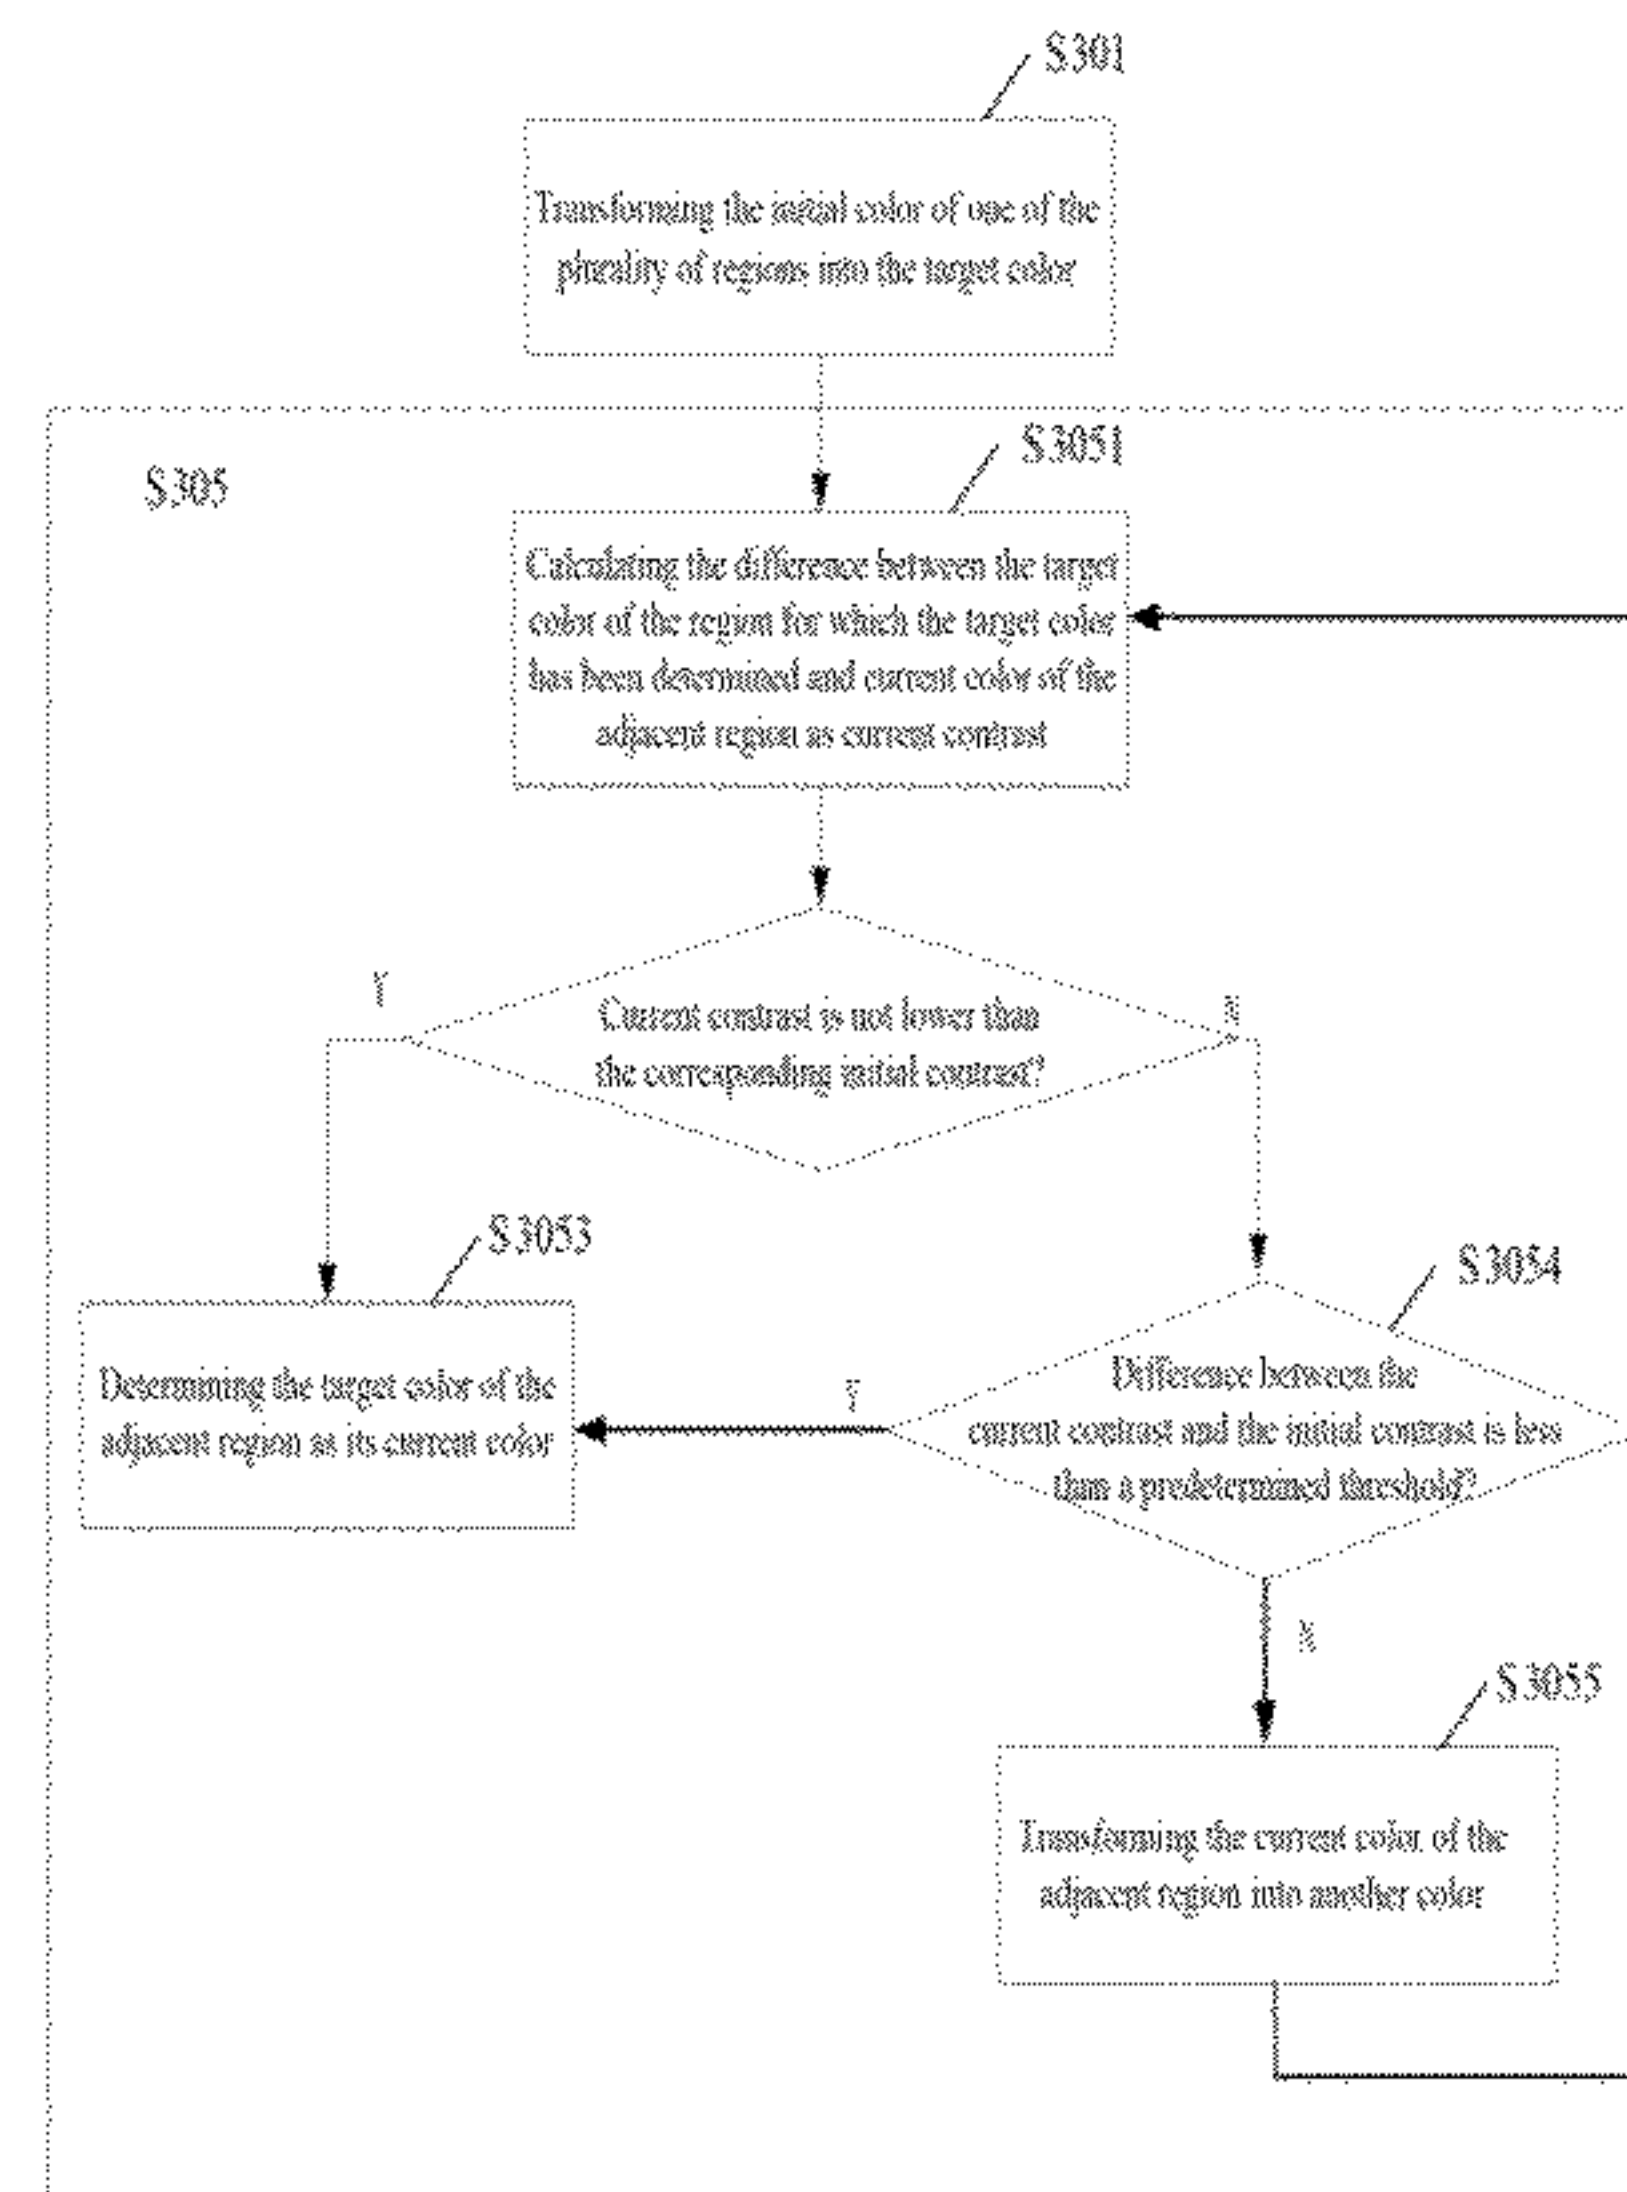 S301
Transforming the initial color of one of the
plurality of regions into the target color
S305
S3051
Calculating the difference between the target
color of the region for which the target color
has been determined and current color of the
adjacent region as current contrast
Y
N
Current contrast is not lower than
the corresponding initial contrast?
S3053
Determining the target color of the
adjacent region as its current color
S3054
Y
Difference between the
current contrast and the initial contrast is less
than a predetermined threshold?
N
S3055
Transforming the current color of the
adjacent region into another color